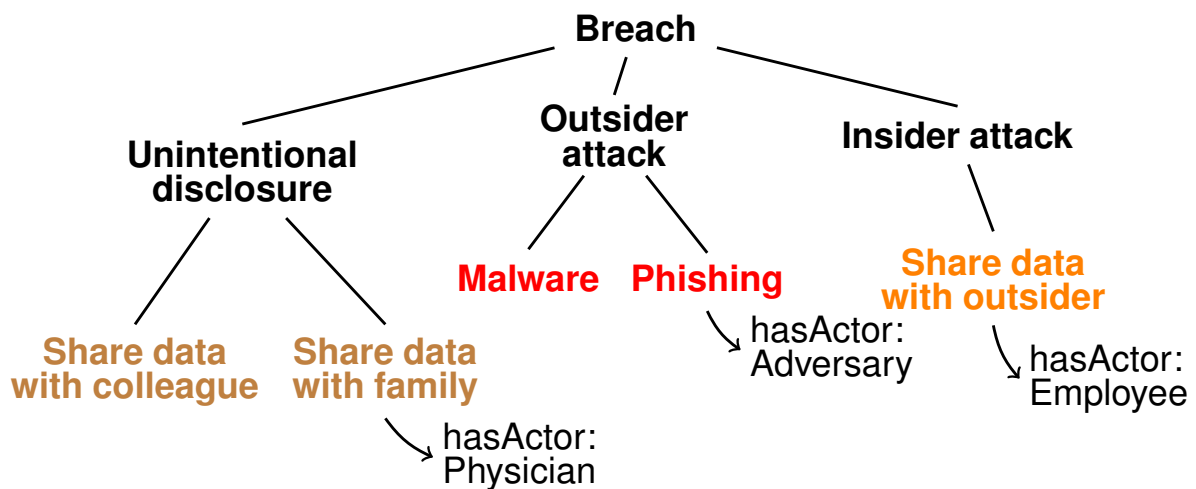 Breach
Unintentional
disclosure
Outsider
attack
Insider attack
Malware
Phishing
Share data
with outsider
hasActor:
Adversary
hasActor:
Employee
Share data
with colleague
Share data
with family
hasActor:
Physician